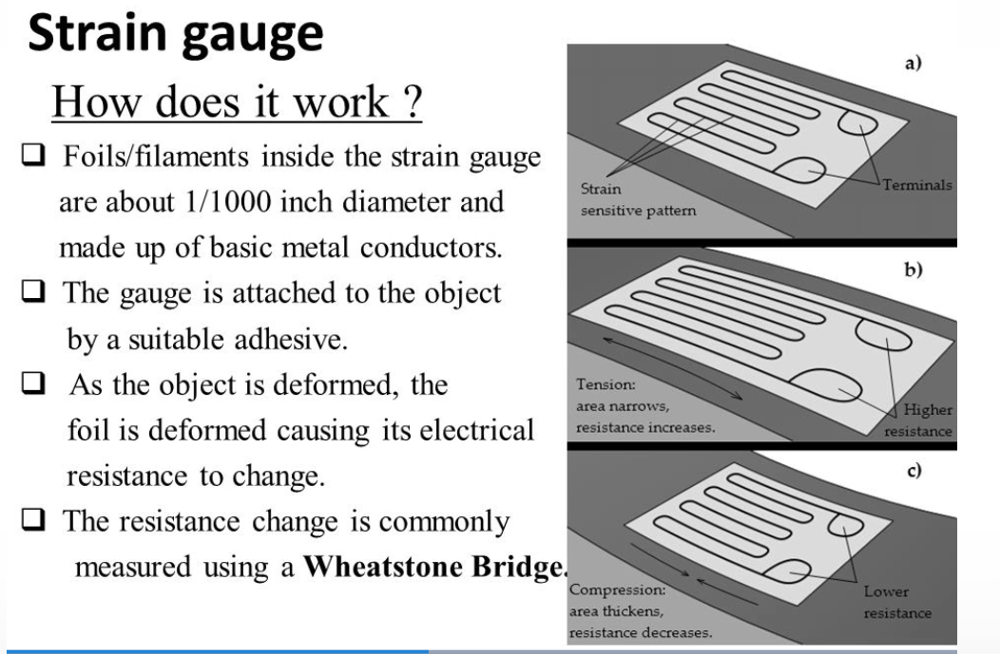 Strain gauge
How does it work ?
❑ Foils/filaments inside the strain gauge
are about 1/1000 inch diameter and
made up of basic metal conductors.
❑ The gauge is attached to the object
by a suitable adhesive.
❑ As the object is deformed, the
foil is deformed causing its electrical
resistance to change.
❑ The resistance change is commonly
measured using a Wheatstone Bridge.
a)
Strain
sensitive pattern
Terminals
b)
Tension:
area narrows,
resistance increases.
Higher
resistance
c)
Compression:
area thickens,
resistance decreases.
Lower
resistance